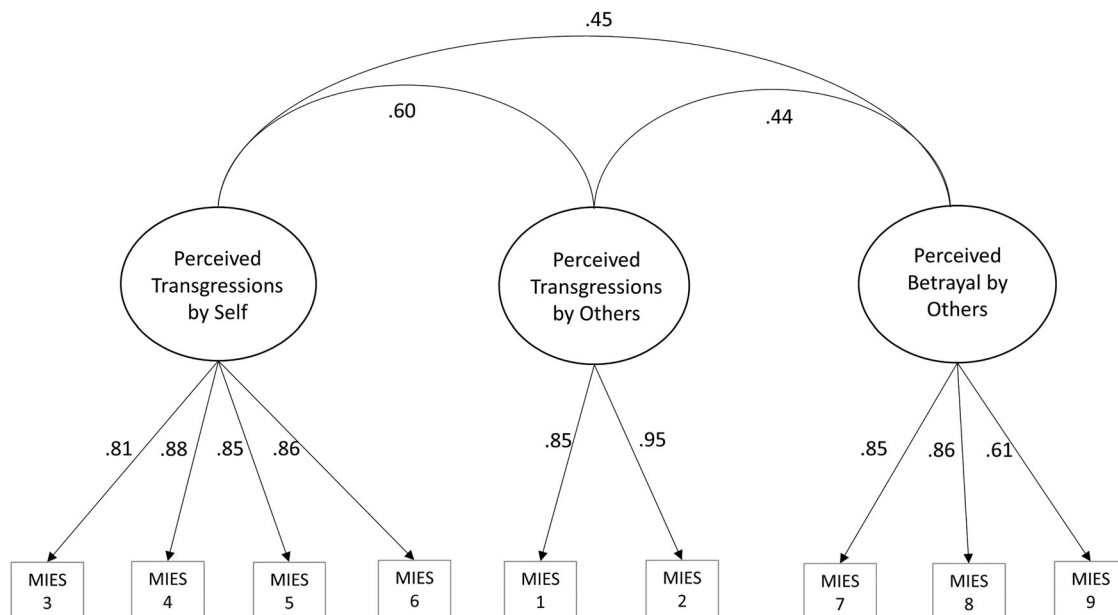 .45
.60
.44
Perceived
Transgressions
by Self
Perceived
Transgressions
by Others
Perceived
Betrayal by
Others
.81
.88
.85
.86
.85
.95
.85
.86
.61
MIES
3
MIES
4
MIES
5
MIES
6
MIES
1
MIES
2
MIES
7
MIES
8
MIES
9